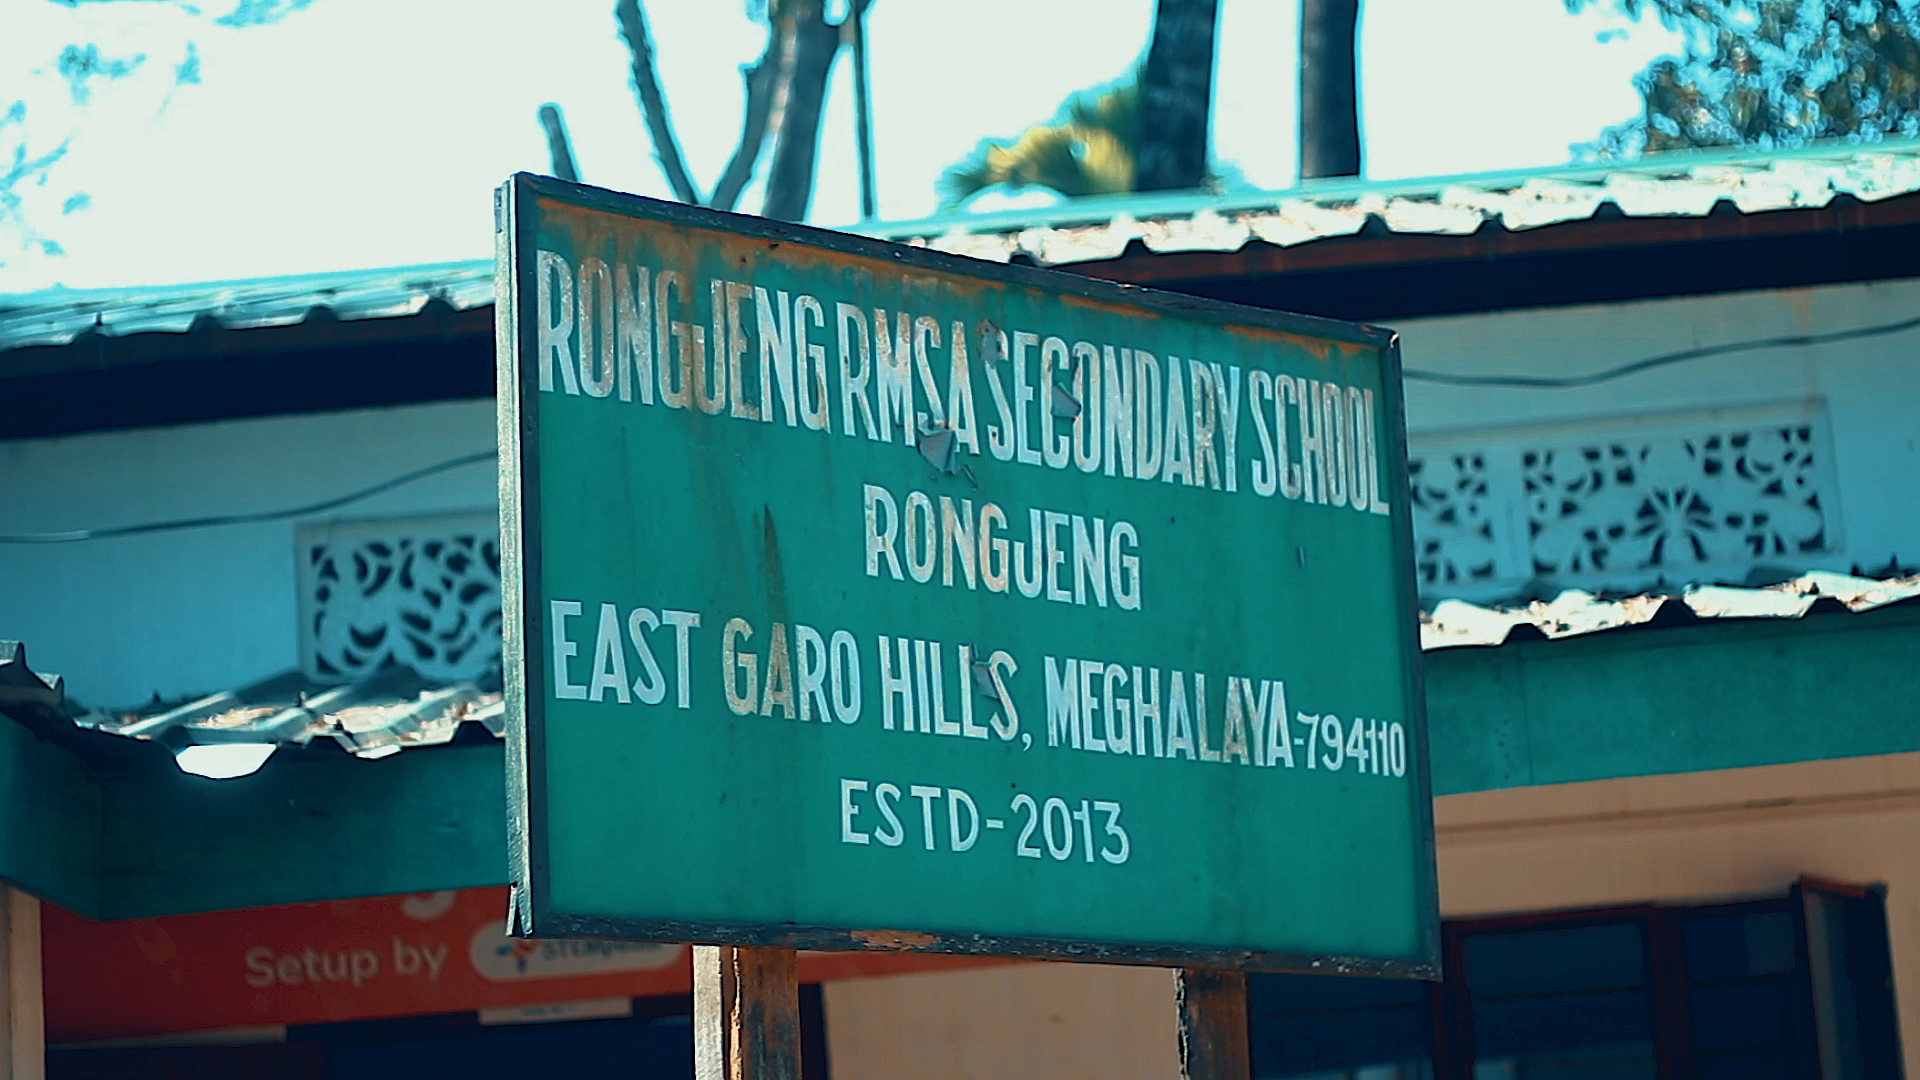 RONGJENG RMSA SECONDARY SCHOOL
RONGJENG
EAST GARO HILLS, MEGHALAYA-794110
ESTD-2013
Setup by